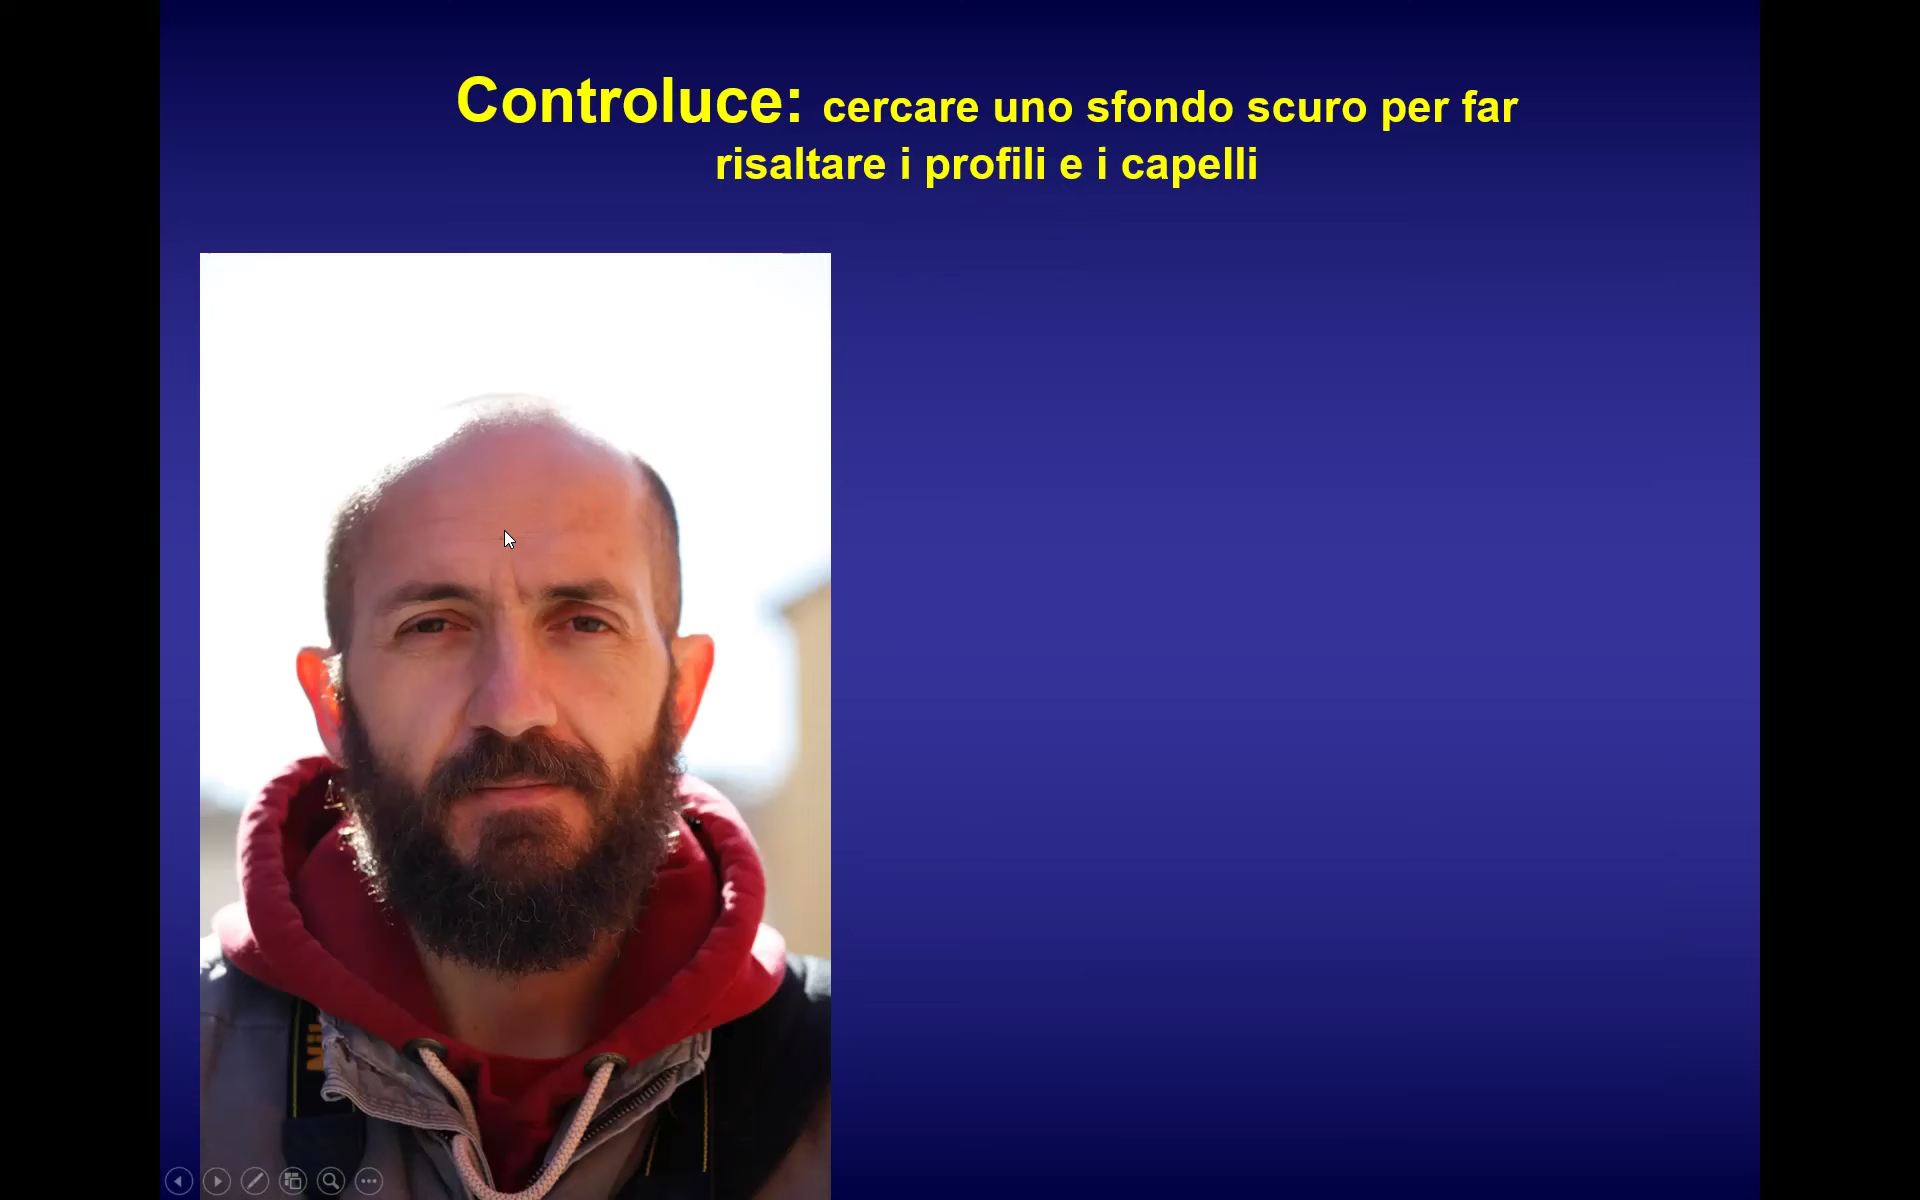 Controluce: cercare uno sfondo scuro per far
risaltare i profili e i capelli